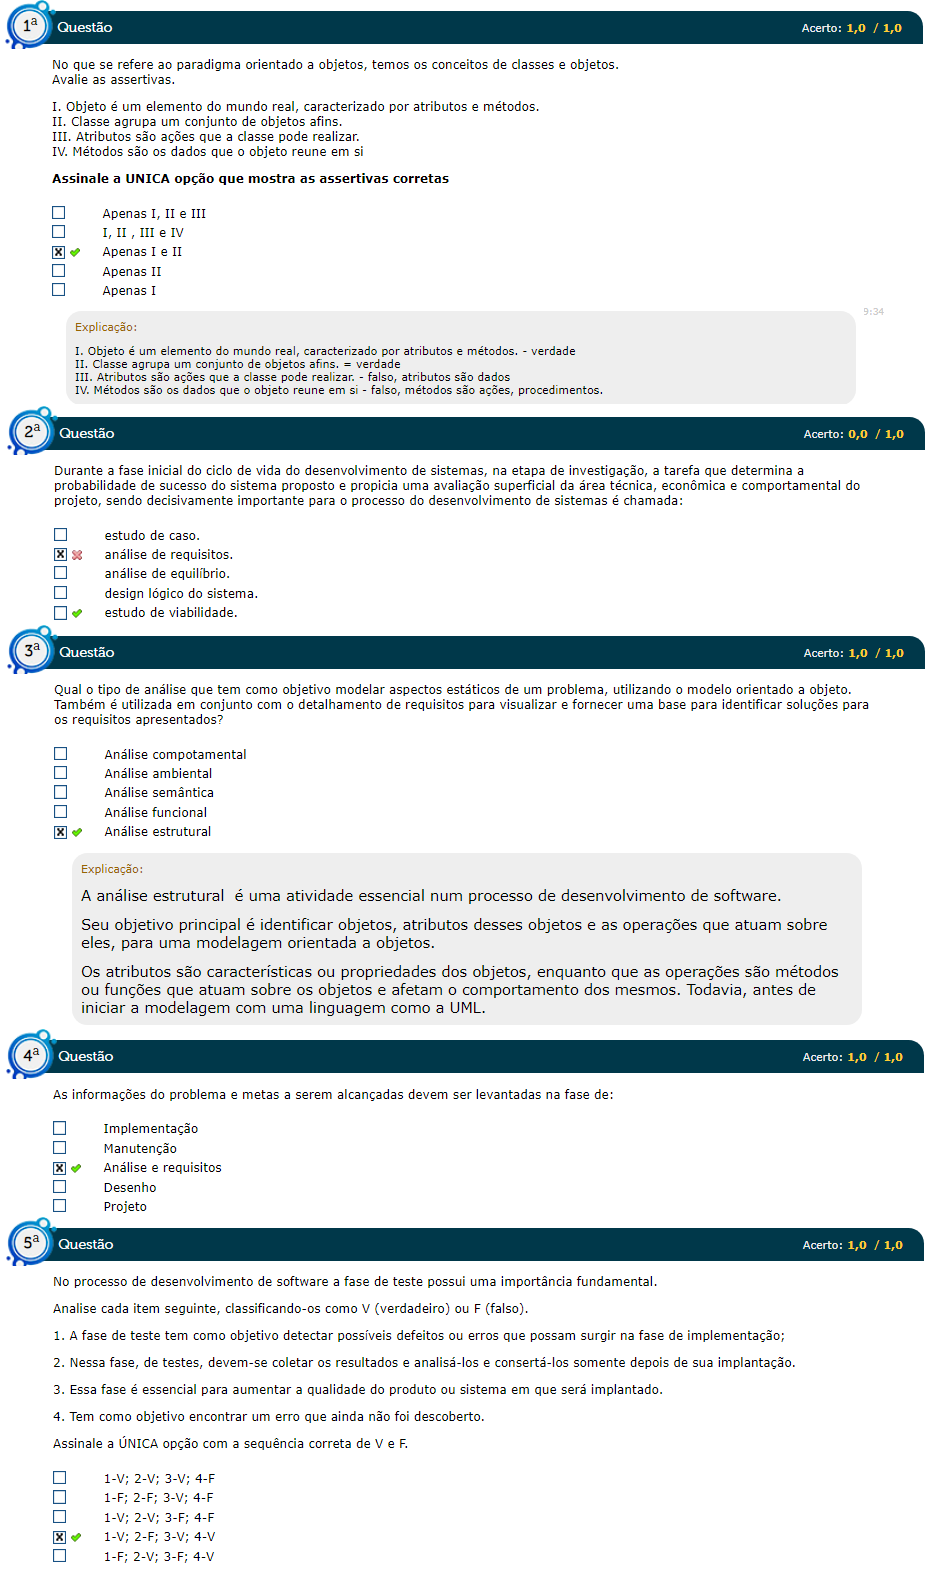 1ª Questão Acerto: 1,0 / 1,0
No que se refere ao paradigma orientado a objetos, temos os conceitos de classes e objetos.
Avalie as assertivas.
I. Objeto é um elemento do mundo real, caracterizado por atributos e métodos.
II. Classe agrupa um conjunto de objetos afins.
III. Atributos são ações que a classe pode realizar.
IV. Métodos são os dados que o objeto reune em si
Assinale a UNICA opção que mostra as assertivas corretas
Apenas I, II e III
I, II , III e IV
Apenas I e II
Apenas II
Apenas I
9:34
Explicação:
I. Objeto é um elemento do mundo real, caracterizado por atributos e métodos. - verdade
II. Classe agrupa um conjunto de objetos afins. = verdade
III. Atributos são ações que a classe pode realizar. - falso, atributos são dados
IV. Métodos são os dados que o objeto reune em si - falso, métodos são ações, procedimentos.
2ª Questão Acerto: 0,0 / 1,0
Durante a fase inicial do ciclo de vida do desenvolvimento de sistemas, na etapa de investigação, a tarefa que determina a
probabilidade de sucesso do sistema proposto e propicia uma avaliação superficial da área técnica, econômica e comportamental do
projeto, sendo decisivamente importante para o processo do desenvolvimento de sistemas é chamada:
estudo de caso.
análise de requisitos.
análise de equilíbrio.
design lógico do sistema.
estudo de viabilidade.
3ª Questão Acerto: 1,0 / 1,0
Qual o tipo de análise que tem como objetivo modelar aspectos estáticos de um problema, utilizando o modelo orientado a objeto.
Também é utilizada em conjunto com o detalhamento de requisitos para visualizar e fornecer uma base para identificar soluções para
os requisitos apresentados?
Análise compotamental
Análise ambiental
Análise semântica
Análise funcional
Análise estrutural
Explicação:
A análise estrutural é uma atividade essencial num processo de desenvolvimento de software.
Seu objetivo principal é identificar objetos, atributos desses objetos e as operações que atuam sobre
eles, para uma modelagem orientada a objetos.
Os atributos são características ou propriedades dos objetos, enquanto que as operações são métodos
ou funções que atuam sobre os objetos e afetam o comportamento dos mesmos. Todavia, antes de
iniciar a modelagem com uma linguagem como a UML.
4ª Questão Acerto: 1,0 / 1,0
As informações do problema e metas a serem alcançadas devem ser levantadas na fase de:
Implementação
Manutenção
Análise e requisitos
Desenho
Projeto
5ª Questão Acerto: 1,0 / 1,0
No processo de desenvolvimento de software a fase de teste possui uma importância fundamental.
Analise cada item seguinte, classificando-os como V (verdadeiro) ou F (falso).
1. A fase de teste tem como objetivo detectar possíveis defeitos ou erros que possam surgir na fase de implementação;
2. Nessa fase, de testes, devem-se coletar os resultados e analisá-los e consertá-los somente depois de sua implantação.
3. Essa fase é essencial para aumentar a qualidade do produto ou sistema em que será implantado.
4. Tem como objetivo encontrar um erro que ainda não foi descoberto.
Assinale a ÚNICA opção com a sequência correta de V e F.
1-V; 2-V; 3-V; 4-F
1-F; 2-F; 3-V; 4-F
1-V; 2-V; 3-F; 4-F
1-V; 2-F; 3-V; 4-V
1-F; 2-V; 3-F; 4-V